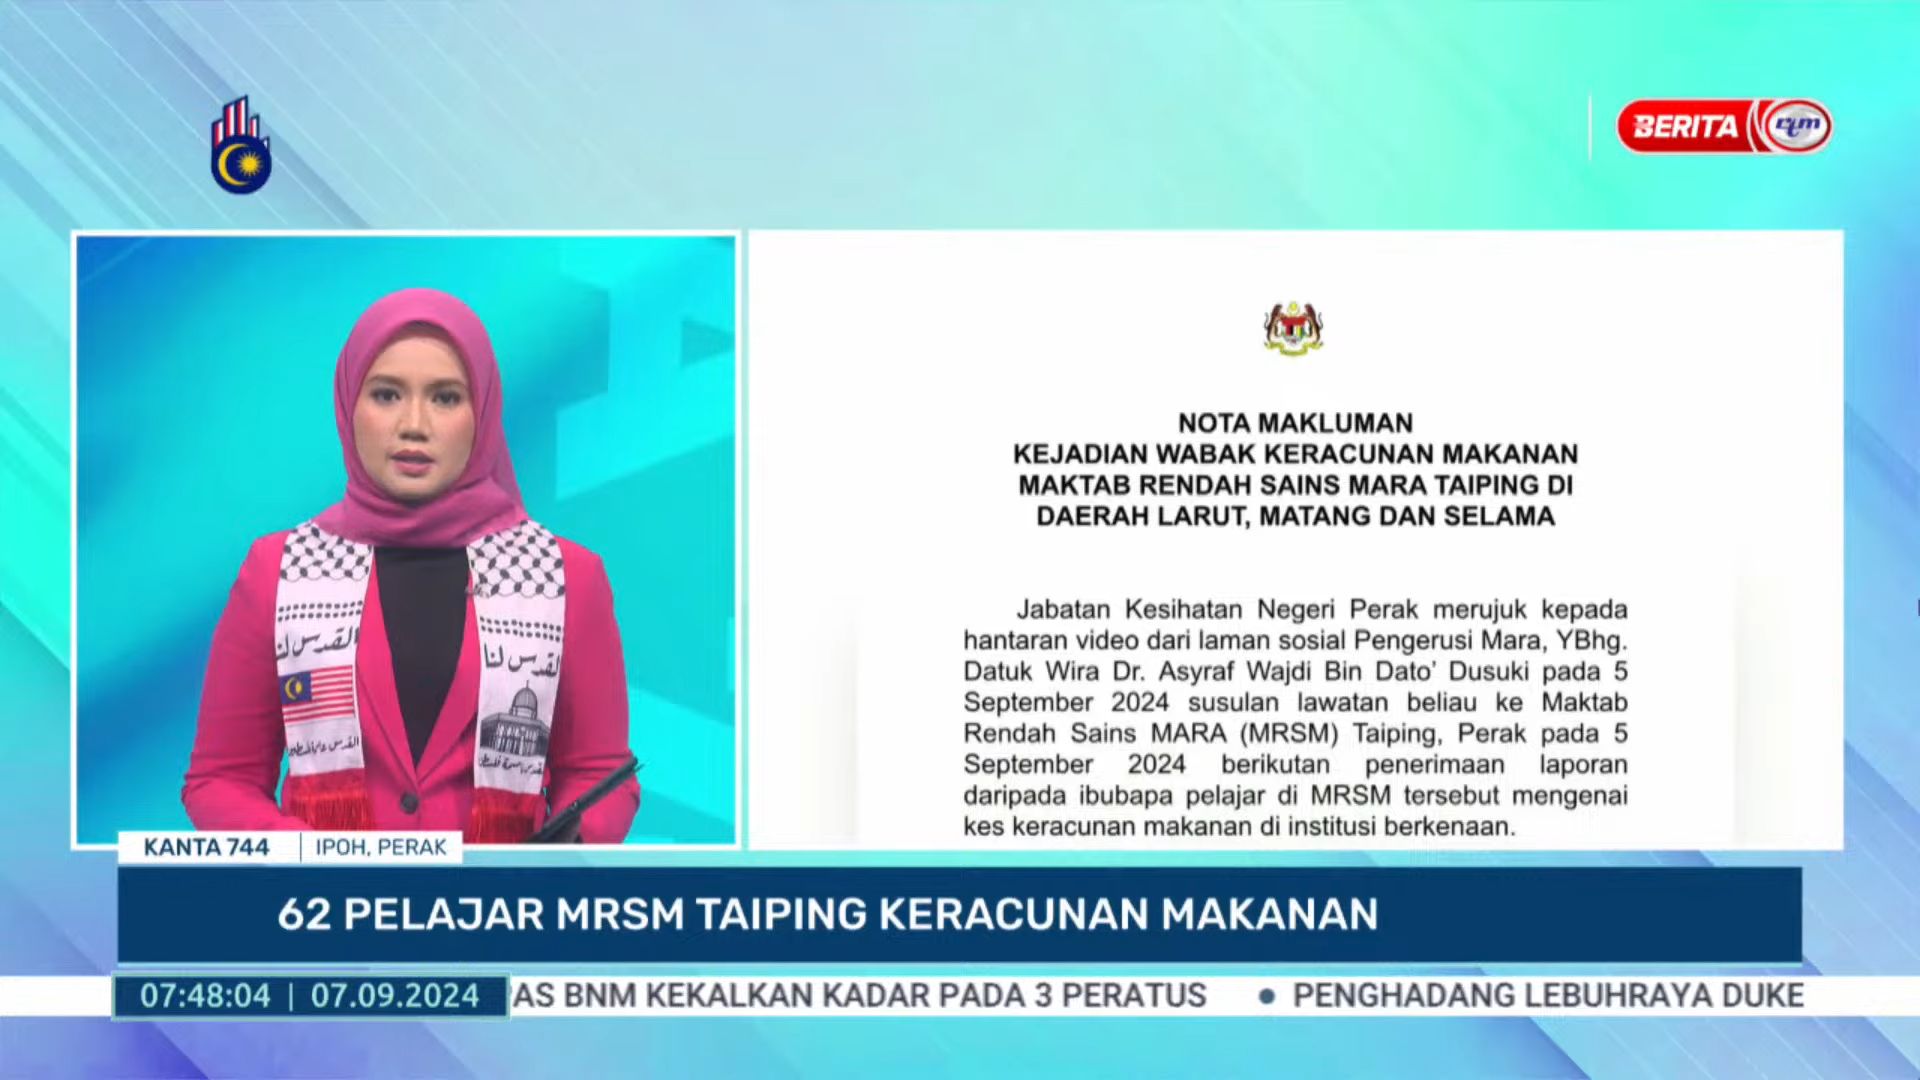 BERITA rtm
NOTA MAKLUMAN
KEJADIAN WABAK KERACUNAN MAKANAN
MAKTAB RENDAH SAINS MARA TAIPING DI
DAERAH LARUT, MATANG DAN SELAMA
Jabatan Kesihatan Negeri Perak merujuk kepada
hantaran video dari laman sosial Pengerusi Mara, YBhg.
Datuk Wira Dr. Asyraf Wajdi Bin Dato’ Dusuki pada 5
September 2024 susulan lawatan beliau ke Maktab
Rendah Sains MARA (MRSM) Taiping, Perak pada 5
September 2024 berikutan penerimaan laporan
daripada ibubapa pelajar di MRSM tersebut mengenai
kes keracunan makanan di institusi berkenaan.
القدس لنا
القدس لنا
KANTA 744 | IPOH, PERAK
62 PELAJAR MRSM TAIPING KERACUNAN MAKANAN
07:48:04 | 07.09.2024 AS BNM KEKALKAN KADAR PADA 3 PERATUS • PENGHADANG LEBUHRAYA DUKE